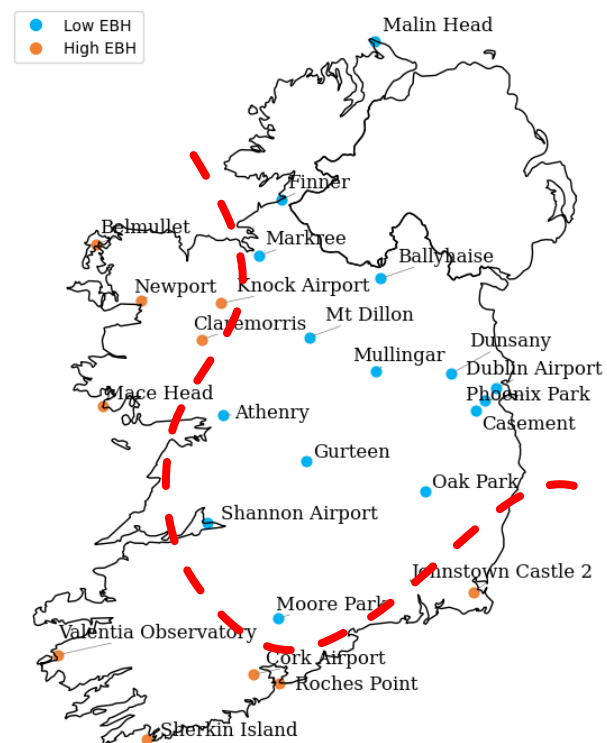 Low EBH
High EBH
Malin Head
Finner
Belmullet
Markree
Ballyhaise
Newport
Knock Airport
Claremorris
Mt Dillon
Mullingar
Dunsany
Dublin Airport
Mace Head
Phoenix Park
Athenry
Casement
Gurteen
Oak Park
Shannon Airport
Johnstown Castle 2
Moore Park
Valentia Observatory
Cork Airport
Roches Point
Sherkin Island